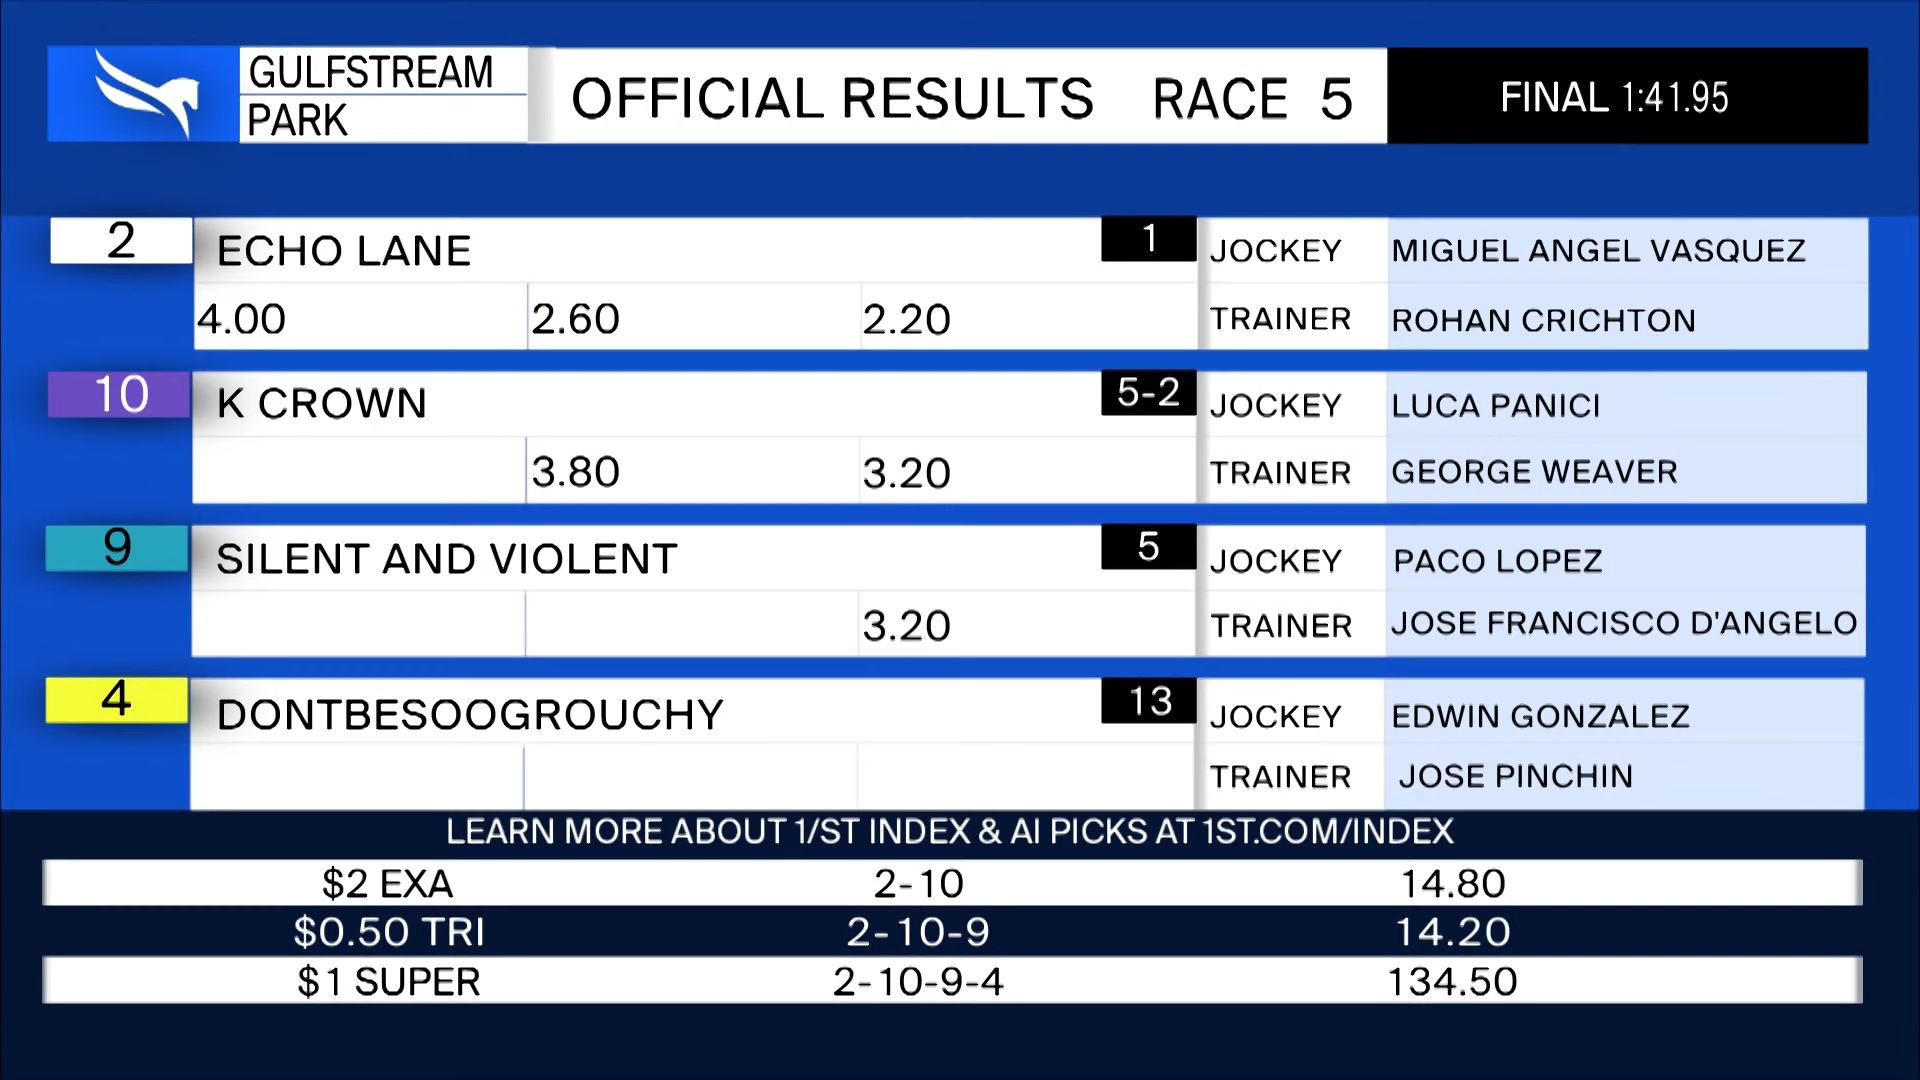 GULFSTREAM
PARK
OFFICIAL RESULTS RACE 5
FINAL 1:41.95
2 ECHO LANE 1 JOCKEY MIGUEL ANGEL VASQUEZ
4.00 2.60 2.20 TRAINER ROHAN CRICHTON
10 K CROWN 5-2 JOCKEY LUCA PANICI
3.80 3.20 TRAINER GEORGE WEAVER
9 SILENT AND VIOLENT 5 JOCKEY PACO LOPEZ
3.20 TRAINER JOSE FRANCISCO D'ANGELO
4 DONTBESOOGROUCHY 13 JOCKEY EDWIN GONZALEZ
TRAINER JOSE PINCHIN
LEARN MORE ABOUT 1/ST INDEX & AI PICKS AT 1ST.COM/INDEX
$2 EXA 2-10 14.80
$0.50 TRI 2-10-9 14.20
$1 SUPER 2-10-9-4 134.50